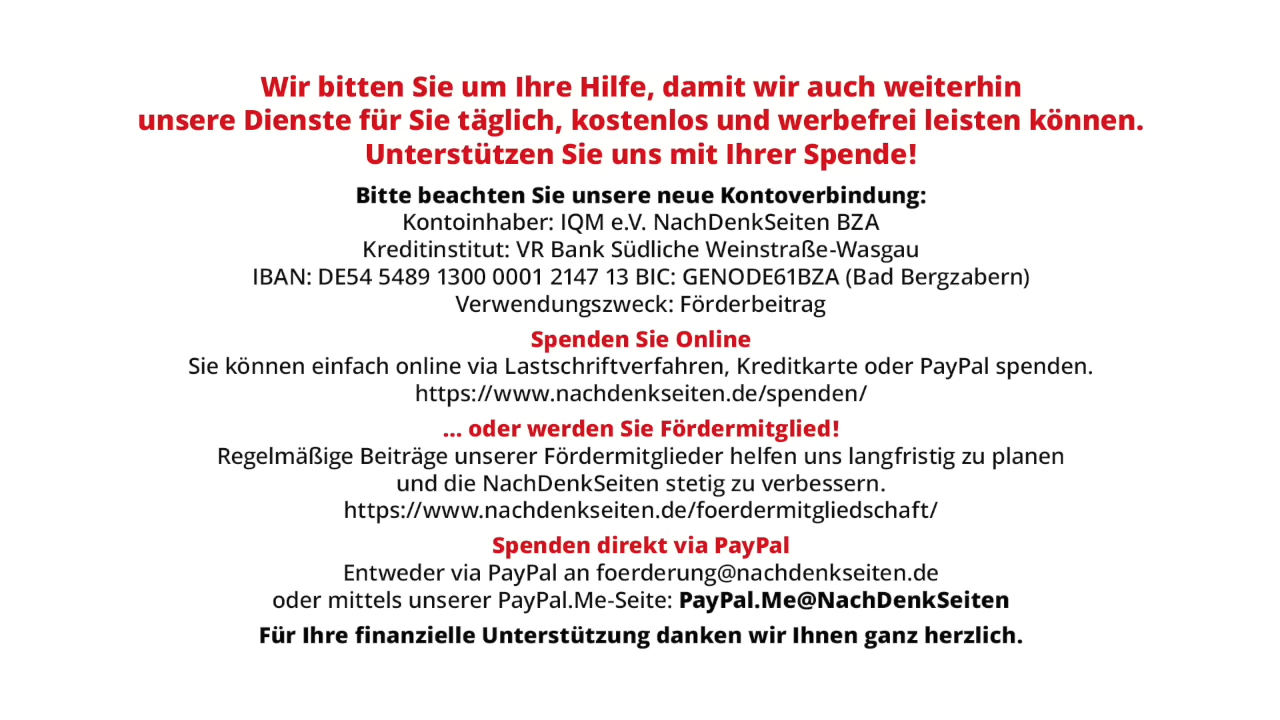 Wir bitten Sie um Ihre Hilfe, damit wir auch weiterhin
unsere Dienste für Sie täglich, kostenlos und werbefrei leisten können.
Unterstützen Sie uns mit Ihrer Spende!
Bitte beachten Sie unsere neue Kontoverbindung:
Kontoinhaber: IQM e.V. NachDenkSeiten BZA
Kreditinstitut: VR Bank Südliche Weinstraße-Wasgau
IBAN: DE54 5489 1300 0001 2147 13 BIC: GENODE61BZA (Bad Bergzabern)
Verwendungszweck: Förderbeitrag
Spenden Sie Online
Sie können einfach online via Lastschriftverfahren, Kreditkarte oder PayPal spenden.
https://www.nachdenkseiten.de/spenden/
... oder werden Sie Fördermitglied!
Regelmäßige Beiträge unserer Fördermitglieder helfen uns langfristig zu planen
und die NachDenkSeiten stetig zu verbessern.
https://www.nachdenkseiten.de/foerdermitgliedschaft/
Spenden direkt via PayPal
Entweder via PayPal an foerderung@nachdenkseiten.de
oder mittels unserer PayPal.Me-Seite: PayPal.Me@NachDenkSeiten
Für Ihre finanzielle Unterstützung danken wir Ihnen ganz herzlich.